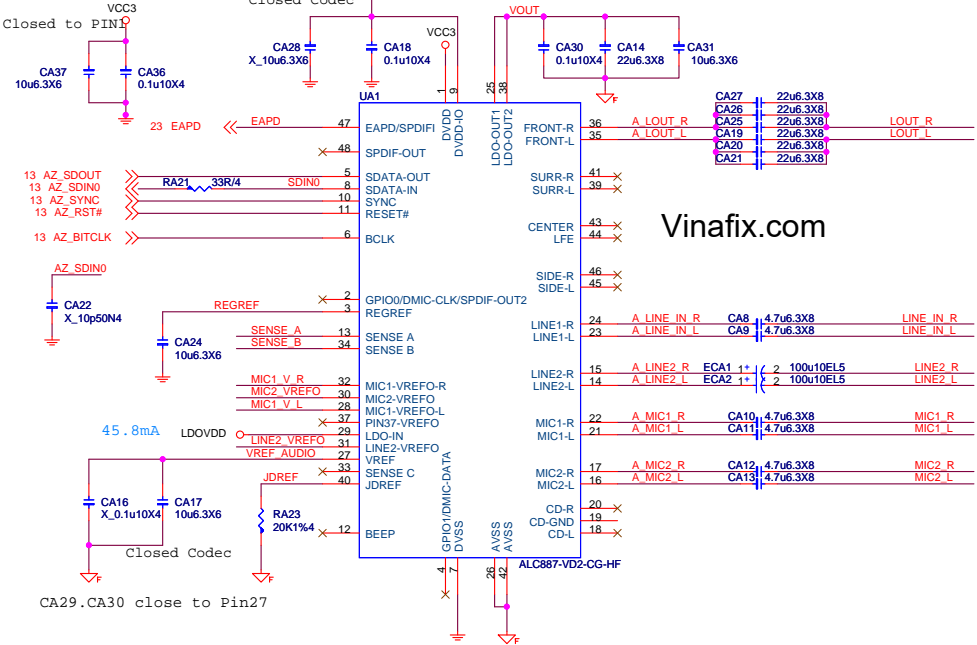 Closed to PIN1
VCC3
CA37
10u6.3X6
CA36
0.1u10X4
Closed Codec
CA28
X_10u6.3X6
CA18
0.1u10X4
VCC3
VOUT
CA30
0.1u10X4
CA14
22u6.3X8
CA31
10u6.3X6
F
UA1
1
9
25
38
DVDD
DVDD-IO
LDO-OUT1
LDO-OUT2
23 EAPD
EAPD
47
EAPD/SPDIFI
48
SPDIF-OUT
13 AZ_SDOUT
5
SDATA-OUT
13 AZ_SDIN0
RA21
33R/4
SDIN0
8
SDATA-IN
13 AZ_SYNC
10
SYNC
13 AZ_RST#
11
RESET#
13 AZ_BITCLK
6
BCLK
AZ_SDIN0
CA22
X_10p50N4
2
GPIO0/DMIC-CLK/SPDIF-OUT2
REGREF
3
REGREF
CA24
10u6.3X6
SENSE_A
13
SENSE A
SENSE_B
34
SENSE B
MIC1_V_R
32
MIC1-VREFO-R
MIC2_VREFO
30
MIC2-VREFO
MIC1_V_L
28
MIC1-VREFO-L
37
PIN37-VREFO
45.8mA
LDOVDD
29
LDO-IN
LINE2_VREFO
31
LINE2-VREFO
VREF_AUDIO
27
VREF
33
SENSE C
JDREF
40
JDREF
CA16
X_0.1u10X4
CA17
10u6.3X6
RA23
20K1%4
12
BEEP
Closed Codec
F
F
CA29.CA30 close to Pin27
GPIO1/DMIC-DATA
DVSS
AVSS
AVSS
4
7
26
42
F
ALC887-VD2-CG-HF
FRONT-R
36
A_LOUT_R
FRONT-L
35
A_LOUT_L
CA27
22u6.3X8
CA26
22u6.3X8
CA25
22u6.3X8
CA19
22u6.3X8
CA20
22u6.3X8
CA21
22u6.3X8
LOUT_R
LOUT_L
SURR-R
41
SURR-L
39
CENTER
43
LFE
44
Vinafix.com
SIDE-R
46
SIDE-L
45
LINE1-R
24
A_LINE_IN_R
CA8
4.7u6.3X8
LINE_IN_R
LINE1-L
23
A_LINE_IN_L
CA9
4.7u6.3X8
LINE_IN_L
LINE2-R
15
A_LINE2_R
ECA1
1
+
2
100u10EL5
LINE2_R
LINE2-L
14
A_LINE2_L
ECA2
1
+
2
100u10EL5
LINE2_L
MIC1-R
22
A_MIC1_R
CA10
4.7u6.3X8
MIC1_R
MIC1-L
21
A_MIC1_L
CA11
4.7u6.3X8
MIC1_L
MIC2-R
17
A_MIC2_R
CA12
4.7u6.3X8
MIC2_R
MIC2-L
16
A_MIC2_L
CA13
4.7u6.3X8
MIC2_L
CD-R
20
CD-GND
19
CD-L
18